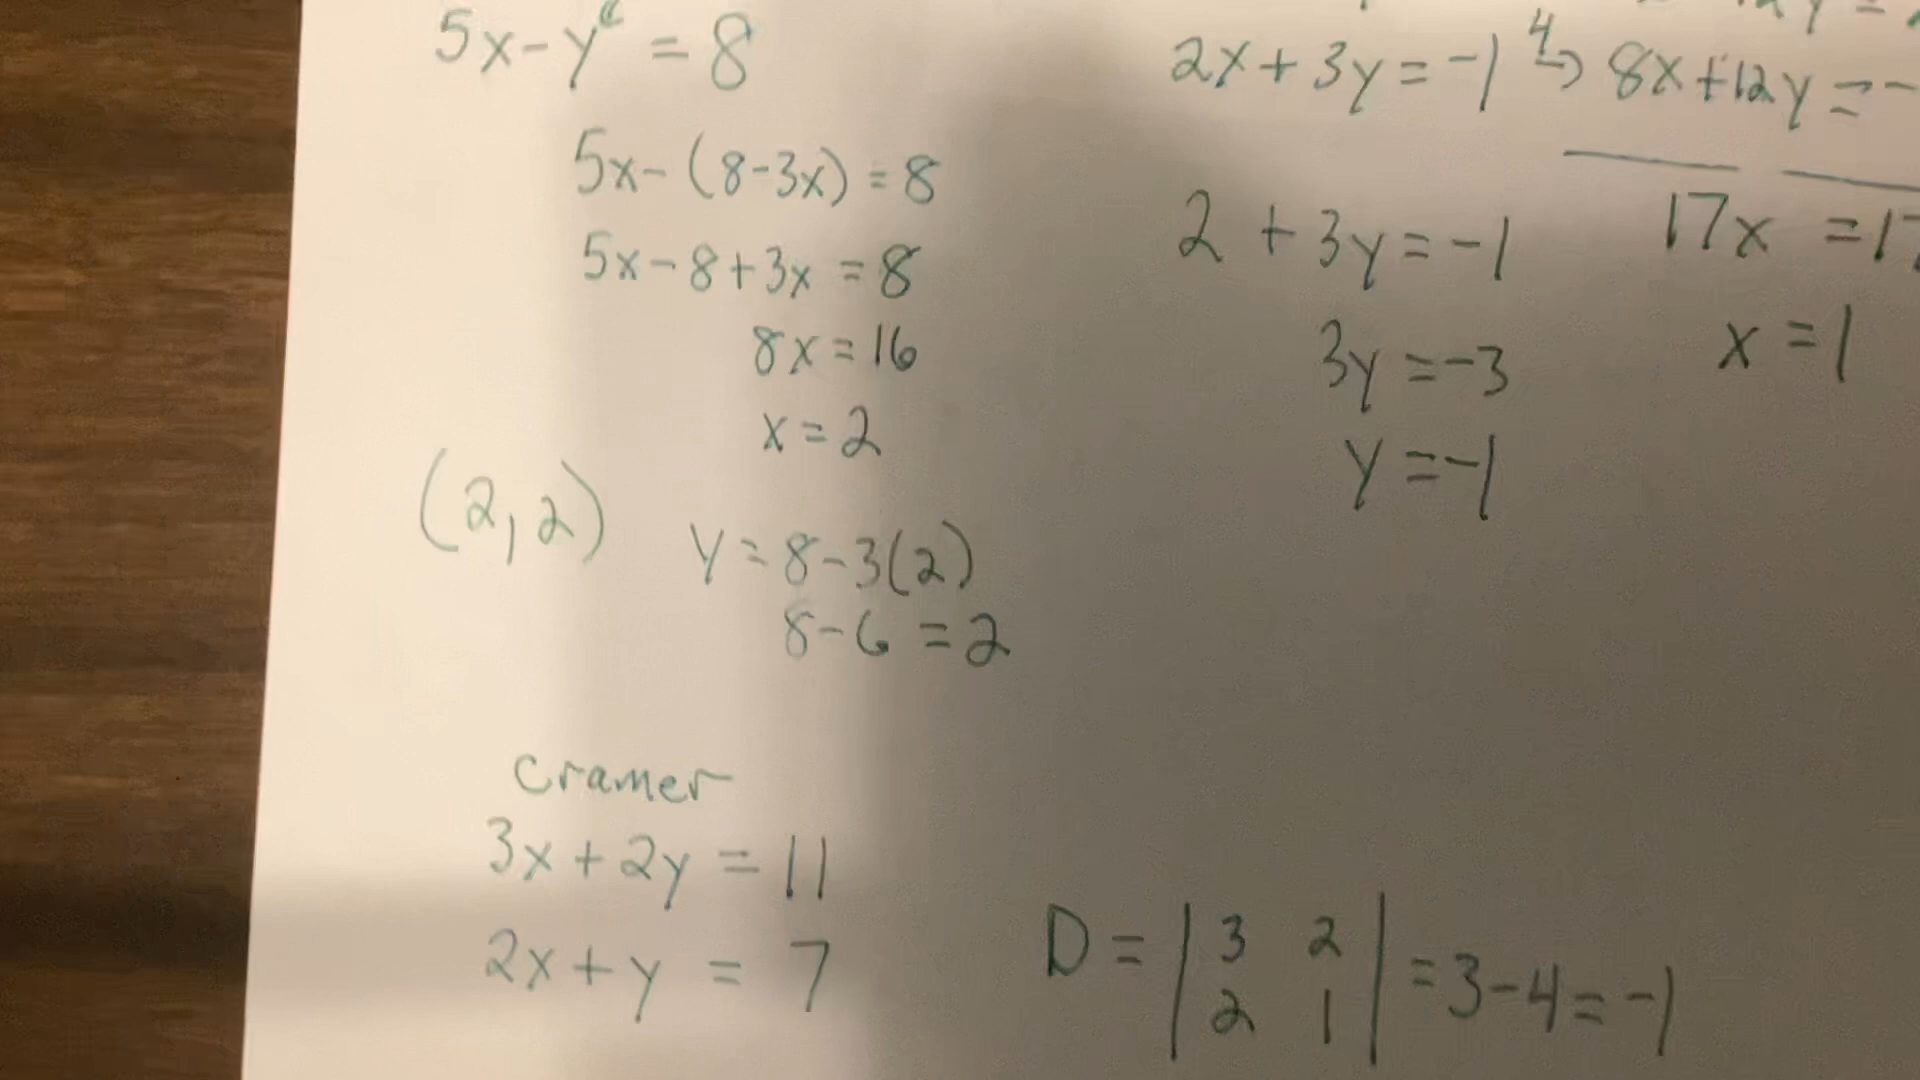 5x-y = 8
5x-(8-3x) = 8
5x-8+3x = 8
8x = 16
x = 2
(2,2)
y = 8-3(2)
8-6 = 2
2x+3y = -1
4
8x+12y = -
2 + 3y = -1
17x = 17
3y = -3
x = 1
y = -1
Cramer
3x+2y = 11
2x+y = 7
D = | 3 2 | = 3-4 = -1
| 2 1 |